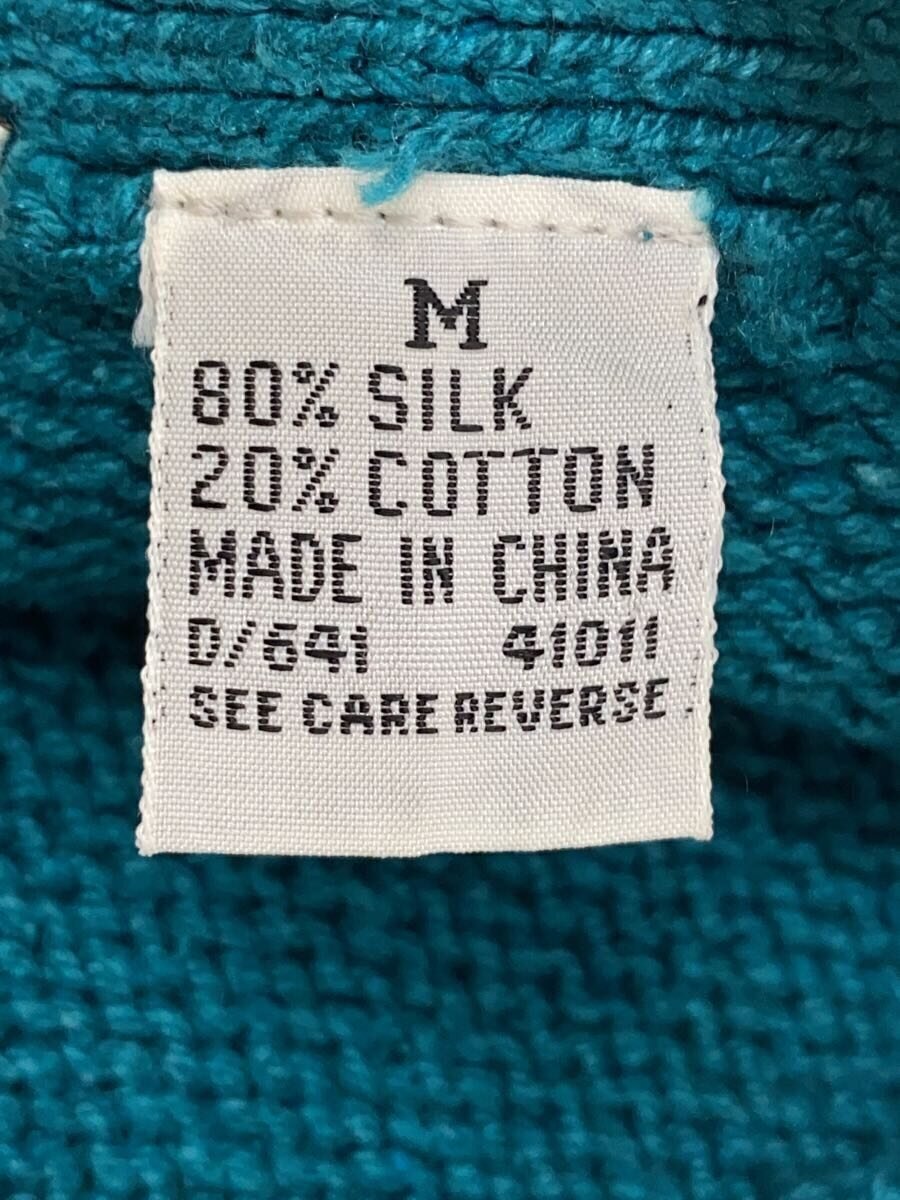 M
80% SILK
20% COTTON
MADE IN CHINA
D/641 41011
SEE CARE REVERSE